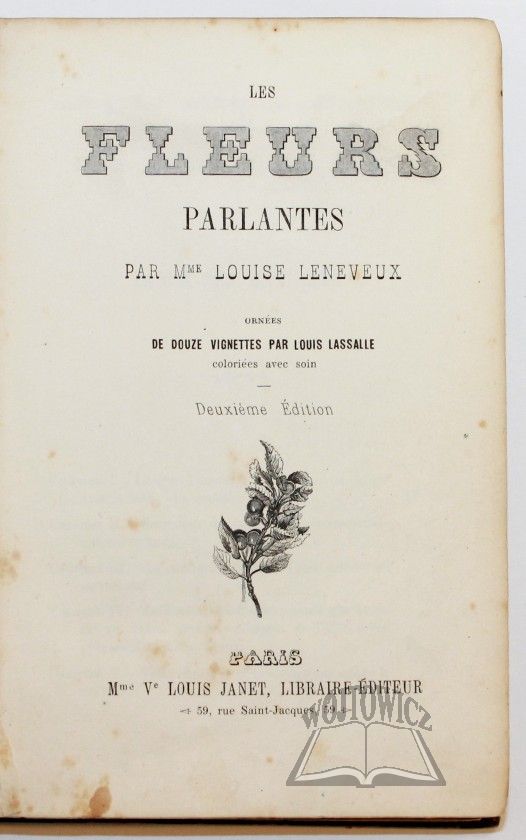 LES
FLEURS
PARLANTES
PAR Mᴹᴱ LOUISE LENEVEUX
ORNÉES
DE DOUZE VIGNETTES PAR LOUIS LASSALLE
coloriées avec soin
Deuxième Édition
PARIS
Mᵐᵉ Vᵉ LOUIS JANET, LIBRAIRE-ÉDITEUR
59, rue Saint-Jacques, 59
WÓJTOWICZ